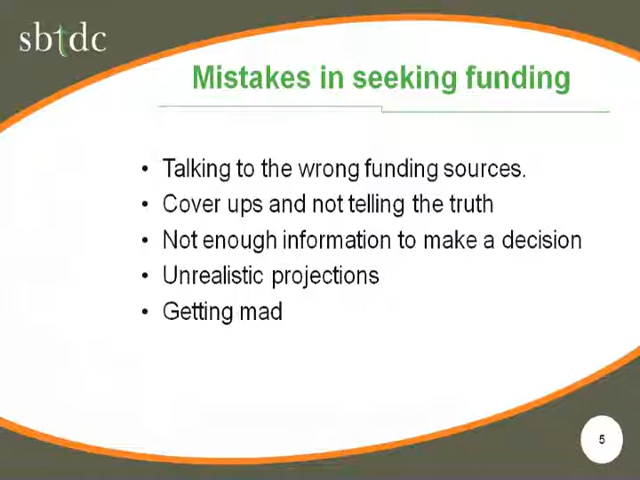 sbtdc
Mistakes in seeking funding
• Talking to the wrong funding sources.
• Cover ups and not telling the truth
• Not enough information to make a decision
• Unrealistic projections
• Getting mad
5